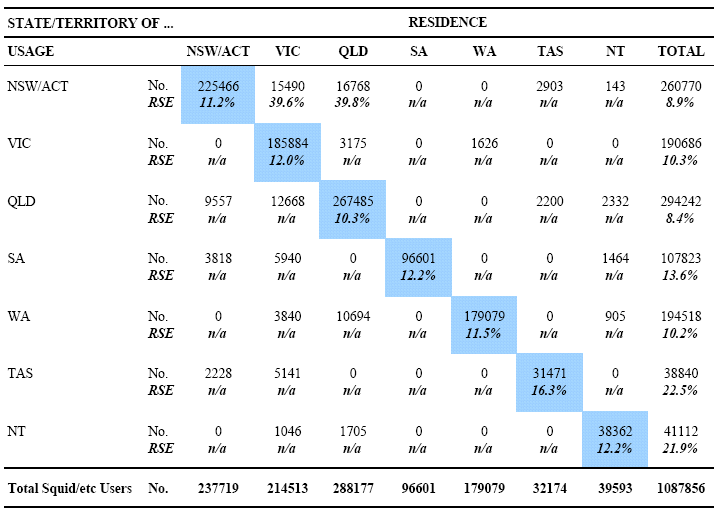 STATE/TERRITORY OF ... RESIDENCE
USAGE NSW/ACT VIC QLD SA WA TAS NT TOTAL
NSW/ACT No. 225466 15490 16768 0 0 2903 143 260770
RSE 11.2% 39.6% 39.8% n/a n/a n/a n/a 8.9%
VIC No. 0 185884 3175 0 1626 0 0 190686
RSE n/a 12.0% n/a n/a n/a n/a n/a 10.3%
QLD No. 9557 12668 267485 0 0 2200 2332 294242
RSE n/a n/a 10.3% n/a n/a n/a n/a 8.4%
SA No. 3818 5940 0 96601 0 0 1464 107823
RSE n/a n/a n/a 12.2% n/a n/a n/a 13.6%
WA No. 0 3840 10694 0 179079 0 905 194518
RSE n/a n/a n/a n/a 11.5% n/a n/a 10.2%
TAS No. 2228 5141 0 0 0 31471 0 38840
RSE n/a n/a n/a n/a n/a 16.3% n/a 22.5%
NT No. 0 1046 1705 0 0 0 38362 41112
RSE n/a n/a n/a n/a n/a n/a 12.2% 21.9%
Total Squid/etc Users No. 237719 214513 288177 96601 179079 32174 39593 1087856